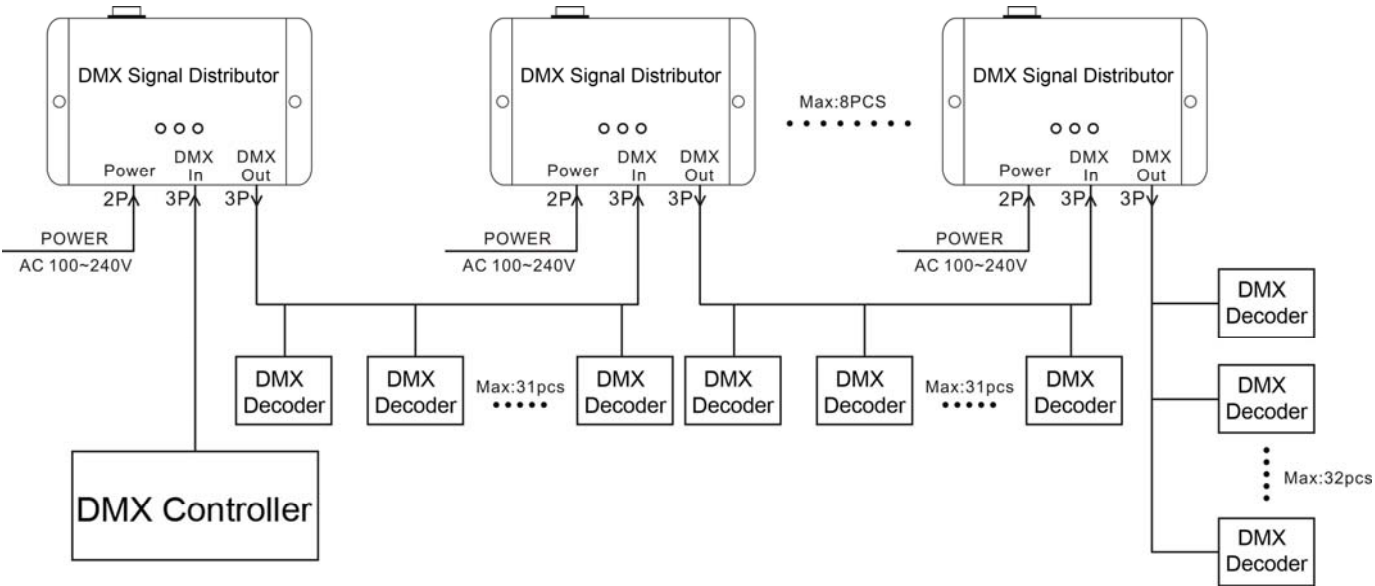 DMX Signal Distributor
DMX Signal Distributor
DMX Signal Distributor
Max:8PCS
Power
DMX
In
DMX
Out
Power
DMX
In
DMX
Out
Power
DMX
In
DMX
Out
2P
3P
3P
2P
3P
3P
2P
3P
3P
POWER
AC 100~240V
POWER
AC 100~240V
POWER
AC 100~240V
DMX
Decoder
DMX
Decoder
Max:31pcs
DMX
Decoder
DMX
Decoder
DMX
Decoder
Max:31pcs
DMX
Decoder
DMX
Decoder
DMX
Decoder
Max:32pcs
DMX
Decoder
DMX Controller